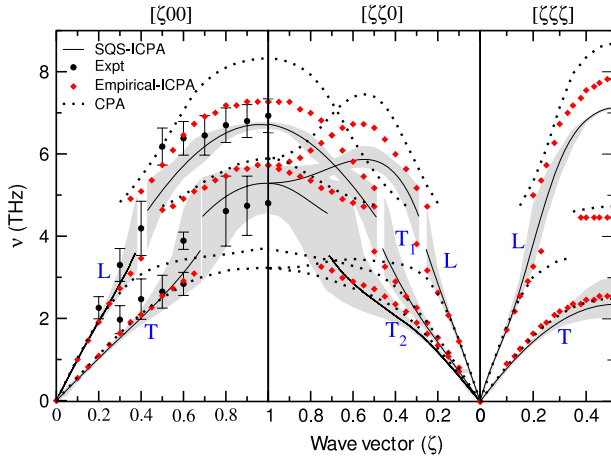 [ζ00] [ζζ0] [ζζζ]
SQS-ICPA
Expt
Empirical-ICPA
CPA
8
6
4
2
0
ν (THz)
L
T
T1
L
T2
L
T
0 0.2 0.4 0.6 0.8 1 0.8 0.6 0.4 0.2 0 0.2 0.4
Wave vector (ζ)